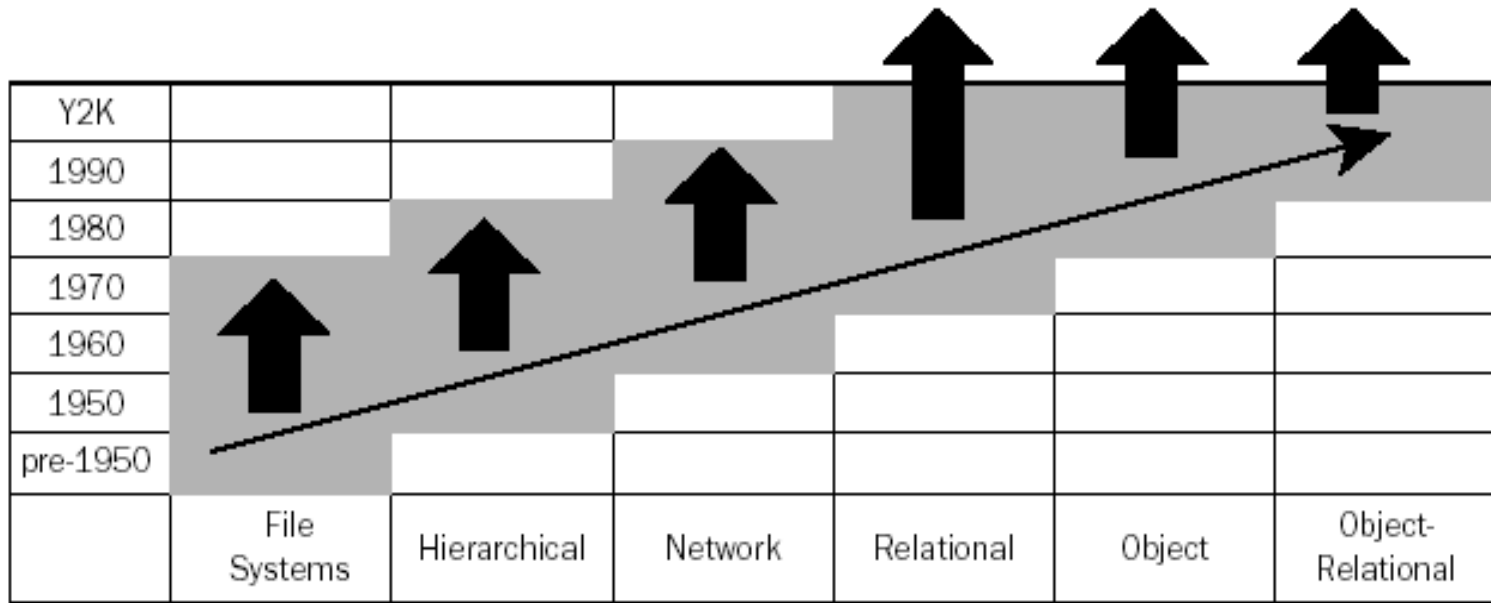 Y2K
1990
1980
1970
1960
1950
pre-1950
File
Systems
Hierarchical
Network
Relational
Object
Object-
Relational